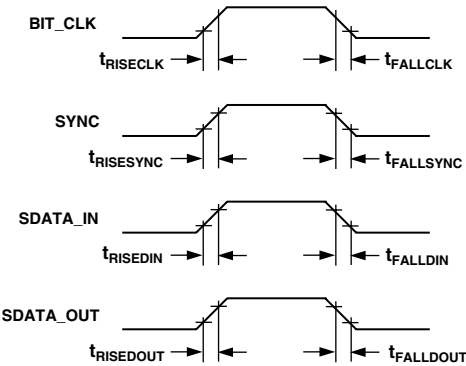 BIT_CLK
tRISECLK
tFALLCLK
SYNC
tRISESYNC
tFALLSYNC
SDATA_IN
tRISEDIN
tFALLDIN
SDATA_OUT
tRISEDOUT
tFALLDOUT